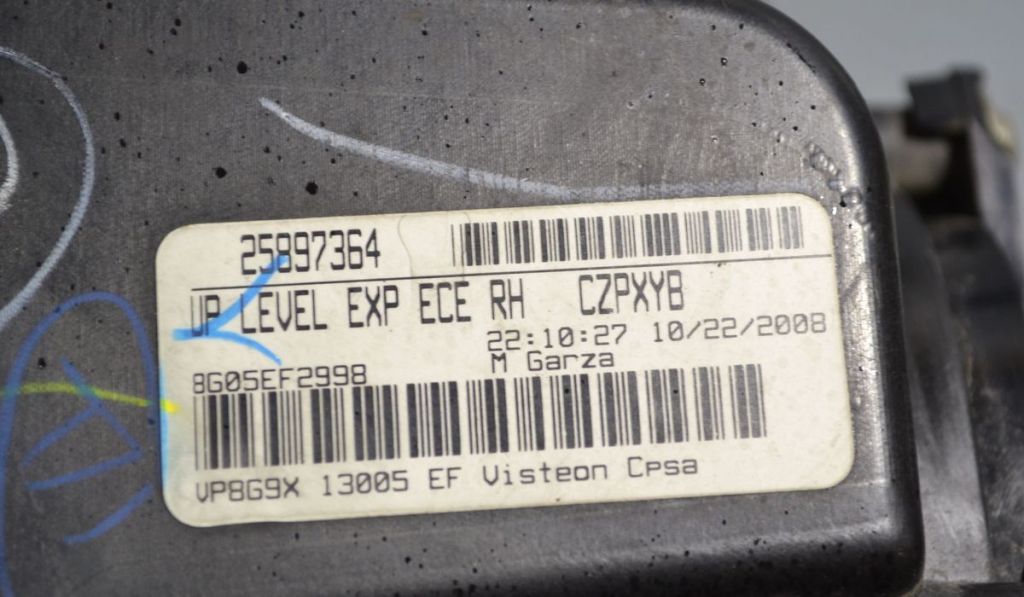 25897364
UP LEVEL EXP ECE RH CZPXYB
22:10:27 10/22/2008
M Garza
8G05EF2998
VP8G9X 13005 EF Visteon Cpsa